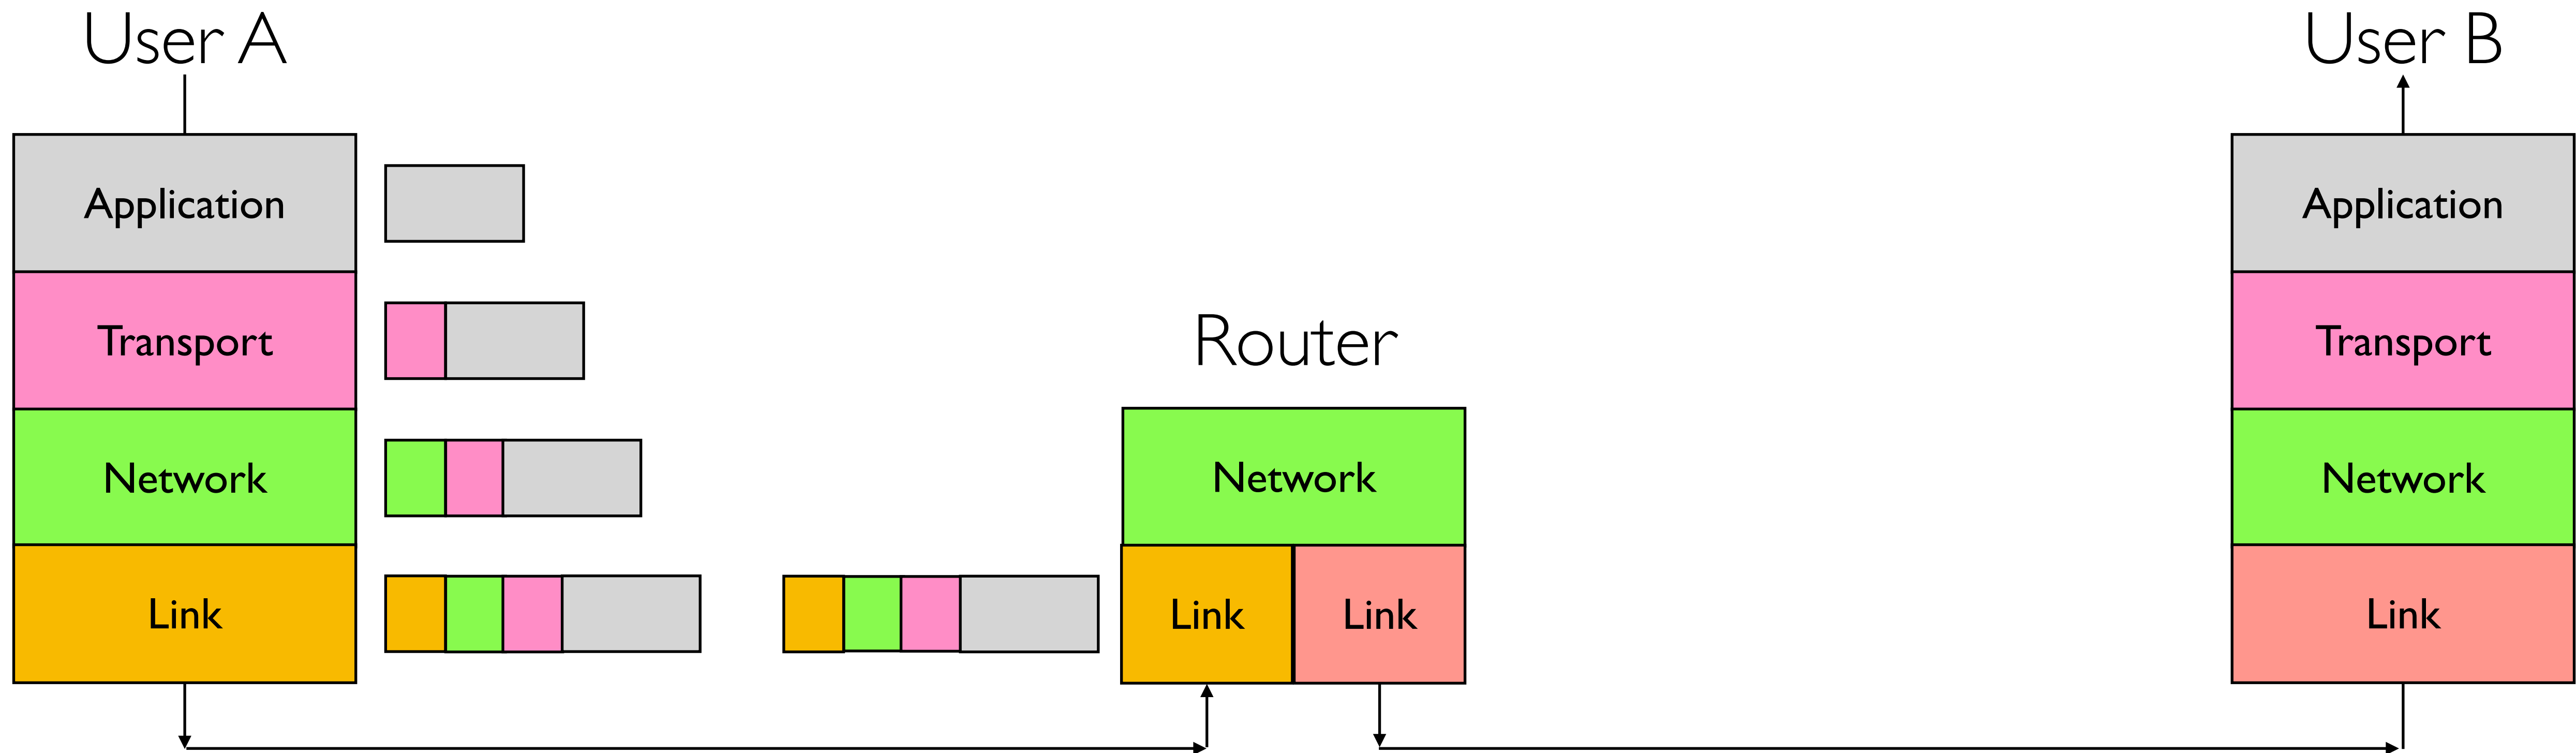 User A
User B
Application
Application
Transport
Transport
Router
Network
Network
Network
Link
Link
Link
Link